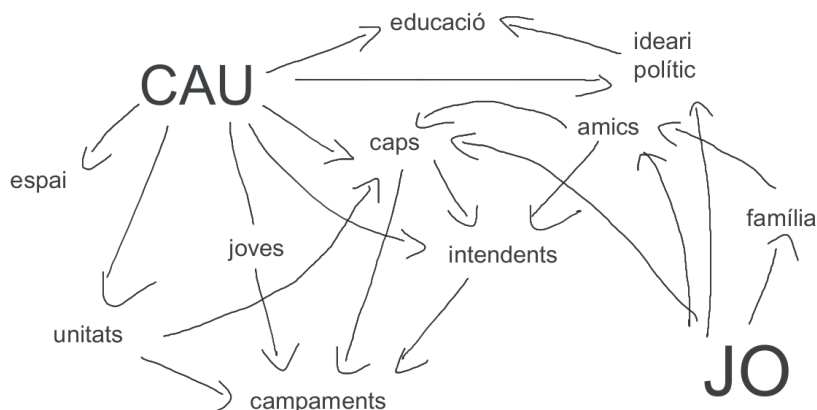 educació
ideari
polític
CAU
amics
caps
espai
família
joves
intendents
unitats
JO
campaments